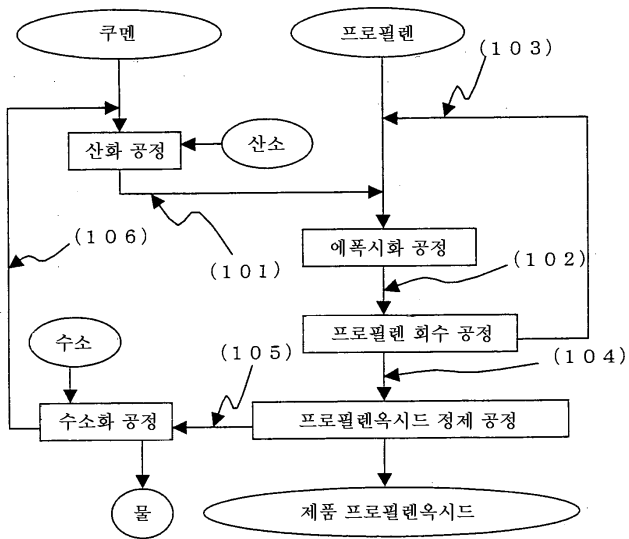 쿠멘
프로필렌
(103)
산화 공정
산소
(106)
(101)
에폭시화 공정
(102)
프로필렌 회수 공정
수소
(105)
(104)
수소화 공정
프로필렌옥시드 정제 공정
물
제품 프로필렌옥시드